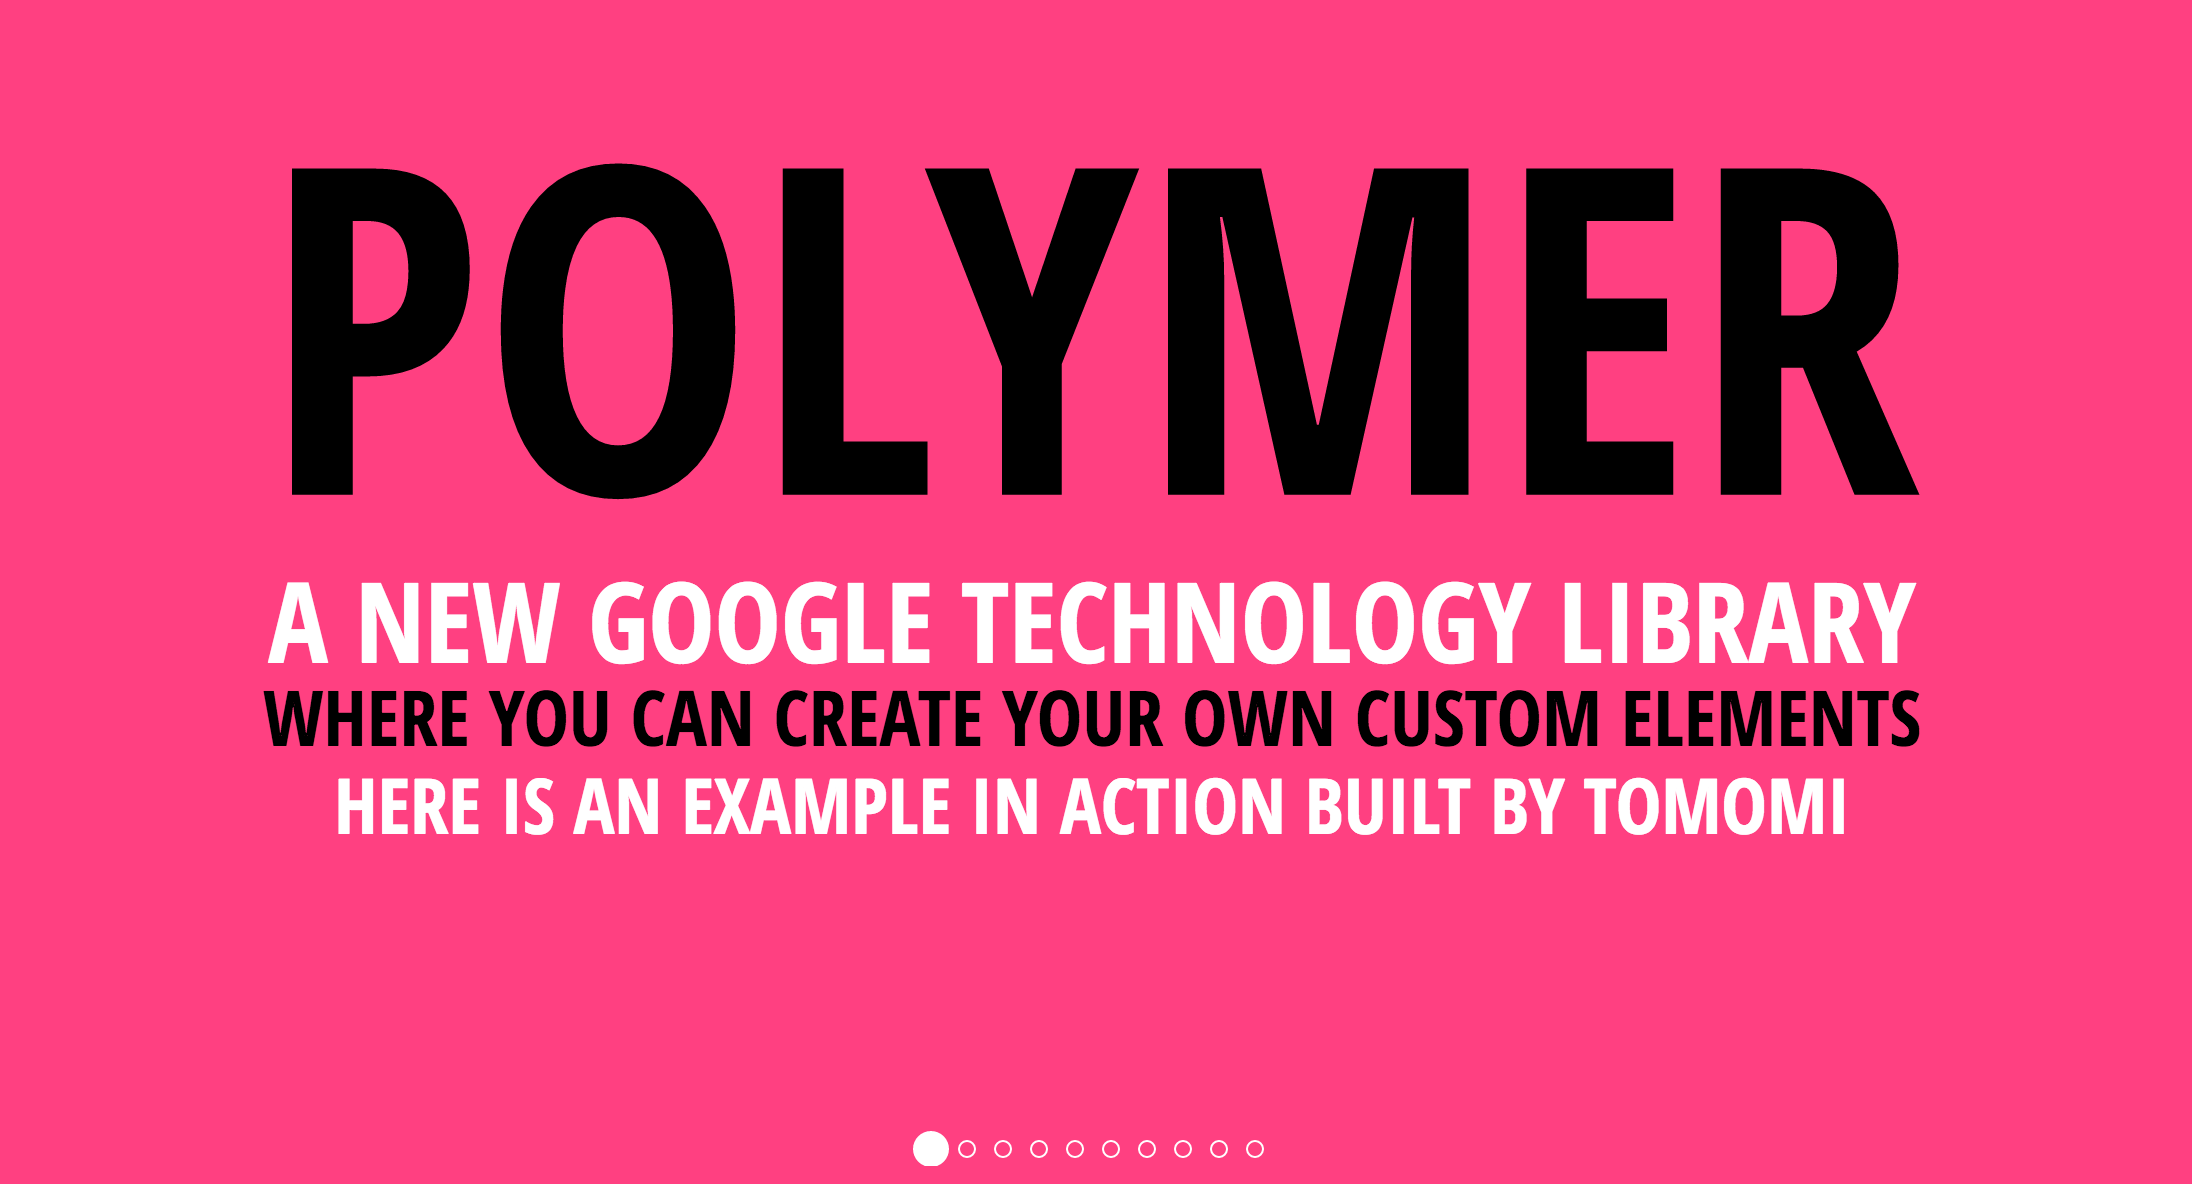 POLYMER
A NEW GOOGLE TECHNOLOGY LIBRARY
WHERE YOU CAN CREATE YOUR OWN CUSTOM ELEMENTS
HERE IS AN EXAMPLE IN ACTION BUILT BY TOMOMI